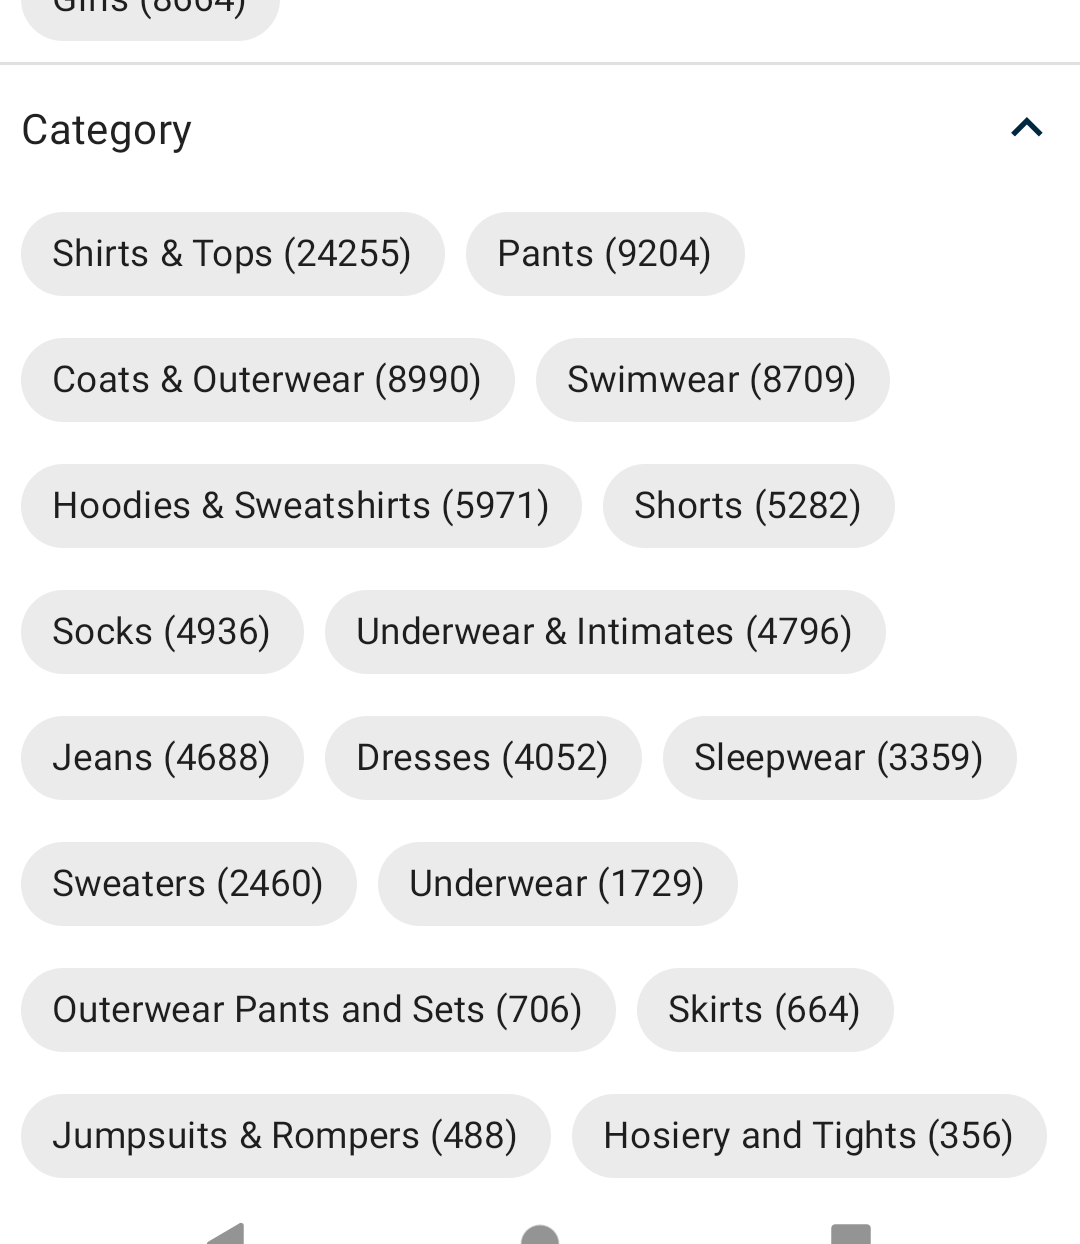 Girls (8664)
Category
Shirts & Tops (24255) Pants (9204)
Coats & Outerwear (8990) Swimwear (8709)
Hoodies & Sweatshirts (5971) Shorts (5282)
Socks (4936) Underwear & Intimates (4796)
Jeans (4688) Dresses (4052) Sleepwear (3359)
Sweaters (2460) Underwear (1729)
Outerwear Pants and Sets (706) Skirts (664)
Jumpsuits & Rompers (488) Hosiery and Tights (356)